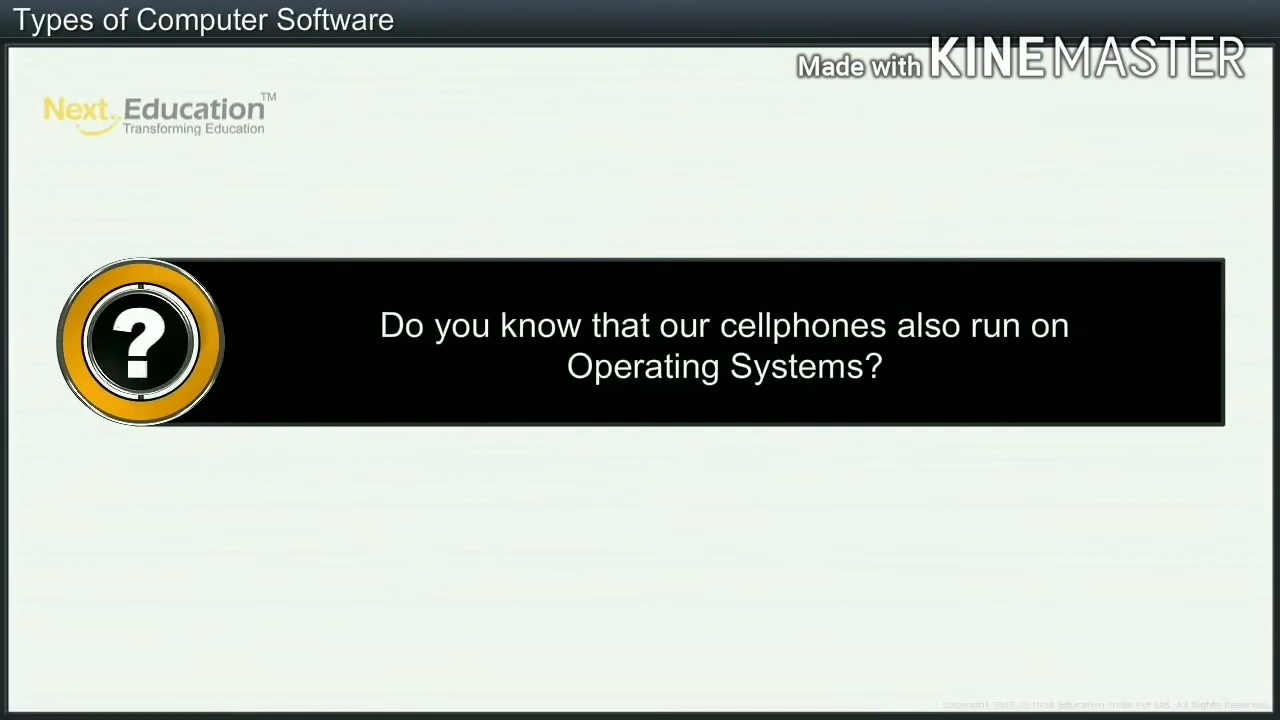 Types of Computer Software
Made with KINEMASTER
Next Education™
Transforming Education
?
Do you know that our cellphones also run on
Operating Systems?